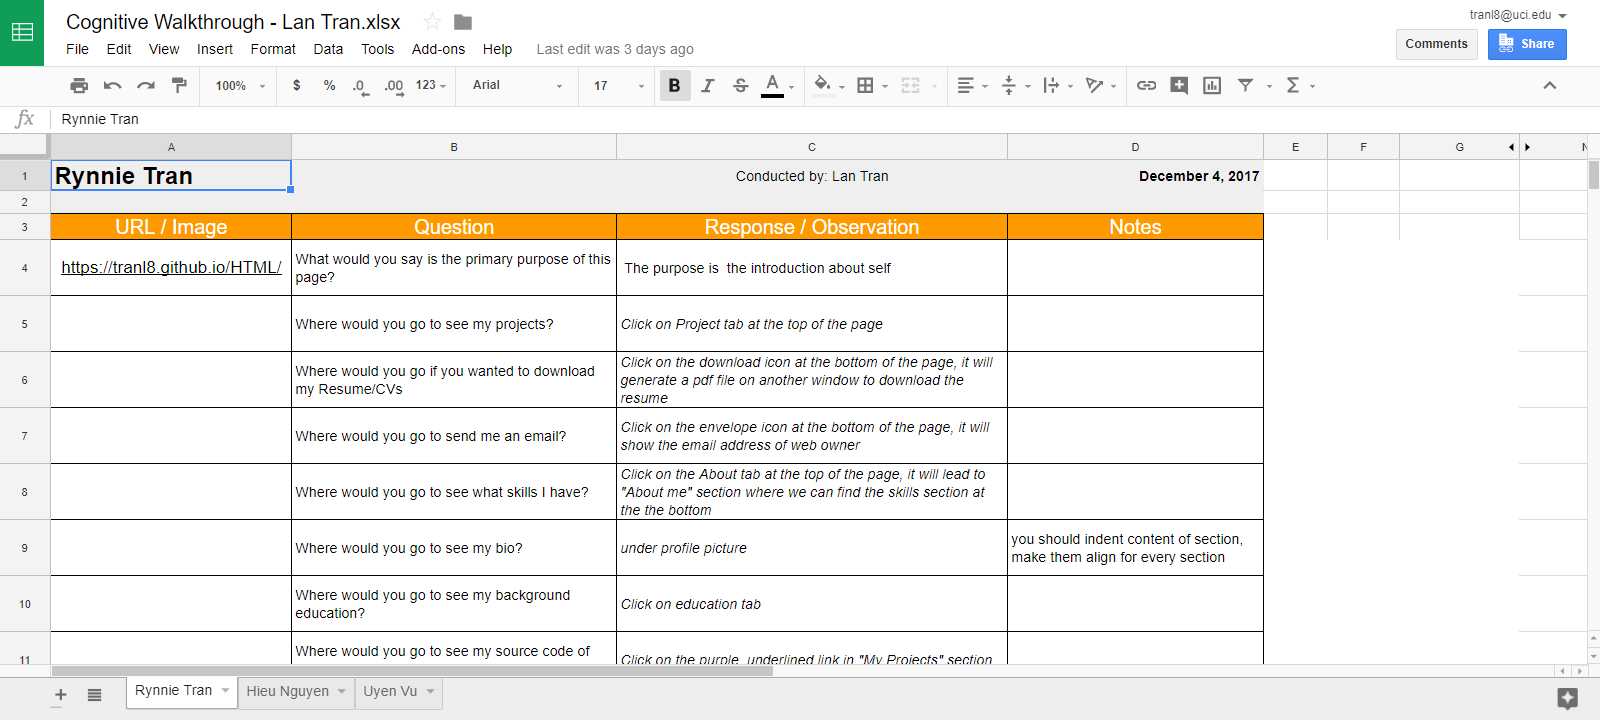 Cognitive Walkthrough - Lan Tran.xlsx
tranl8@uci.edu
File Edit View Insert Format Data Tools Add-ons Help Last edit was 3 days ago
Comments
Share
100% $ % .0 .00 123 Arial 17 B I S A Σ
fx Rynnie Tran
A B C D E F G
1 Rynnie Tran Conducted by: Lan Tran December 4, 2017
2
3 URL / Image Question Response / Observation Notes
4 https://tranl8.github.io/HTML/ What would you say is the primary purpose of this
page?
The purpose is the introduction about self
5 Where would you go to see my projects? Click on Project tab at the top of the page
6 Where would you go if you wanted to download
my Resume/CVs
Click on the download icon at the bottom of the page, it will
generate a pdf file on another window to download the
resume
7 Where would you go to send me an email?
Click on the envelope icon at the bottom of the page, it will
show the email address of web owner
8 Where would you go to see what skills I have?
Click on the About tab at the top of the page, it will lead to
"About me" section where we can find the skills section at
the the bottom
9 Where would you go to see my bio? under profile picture
you should indent content of section,
make them align for every section
10 Where would you go to see my background
education?
Click on education tab
11 Where would you go to see my source code of
Click on the purple underlined link in "My Projects" section
+ Rynnie Tran Hieu Nguyen Uyen Vu